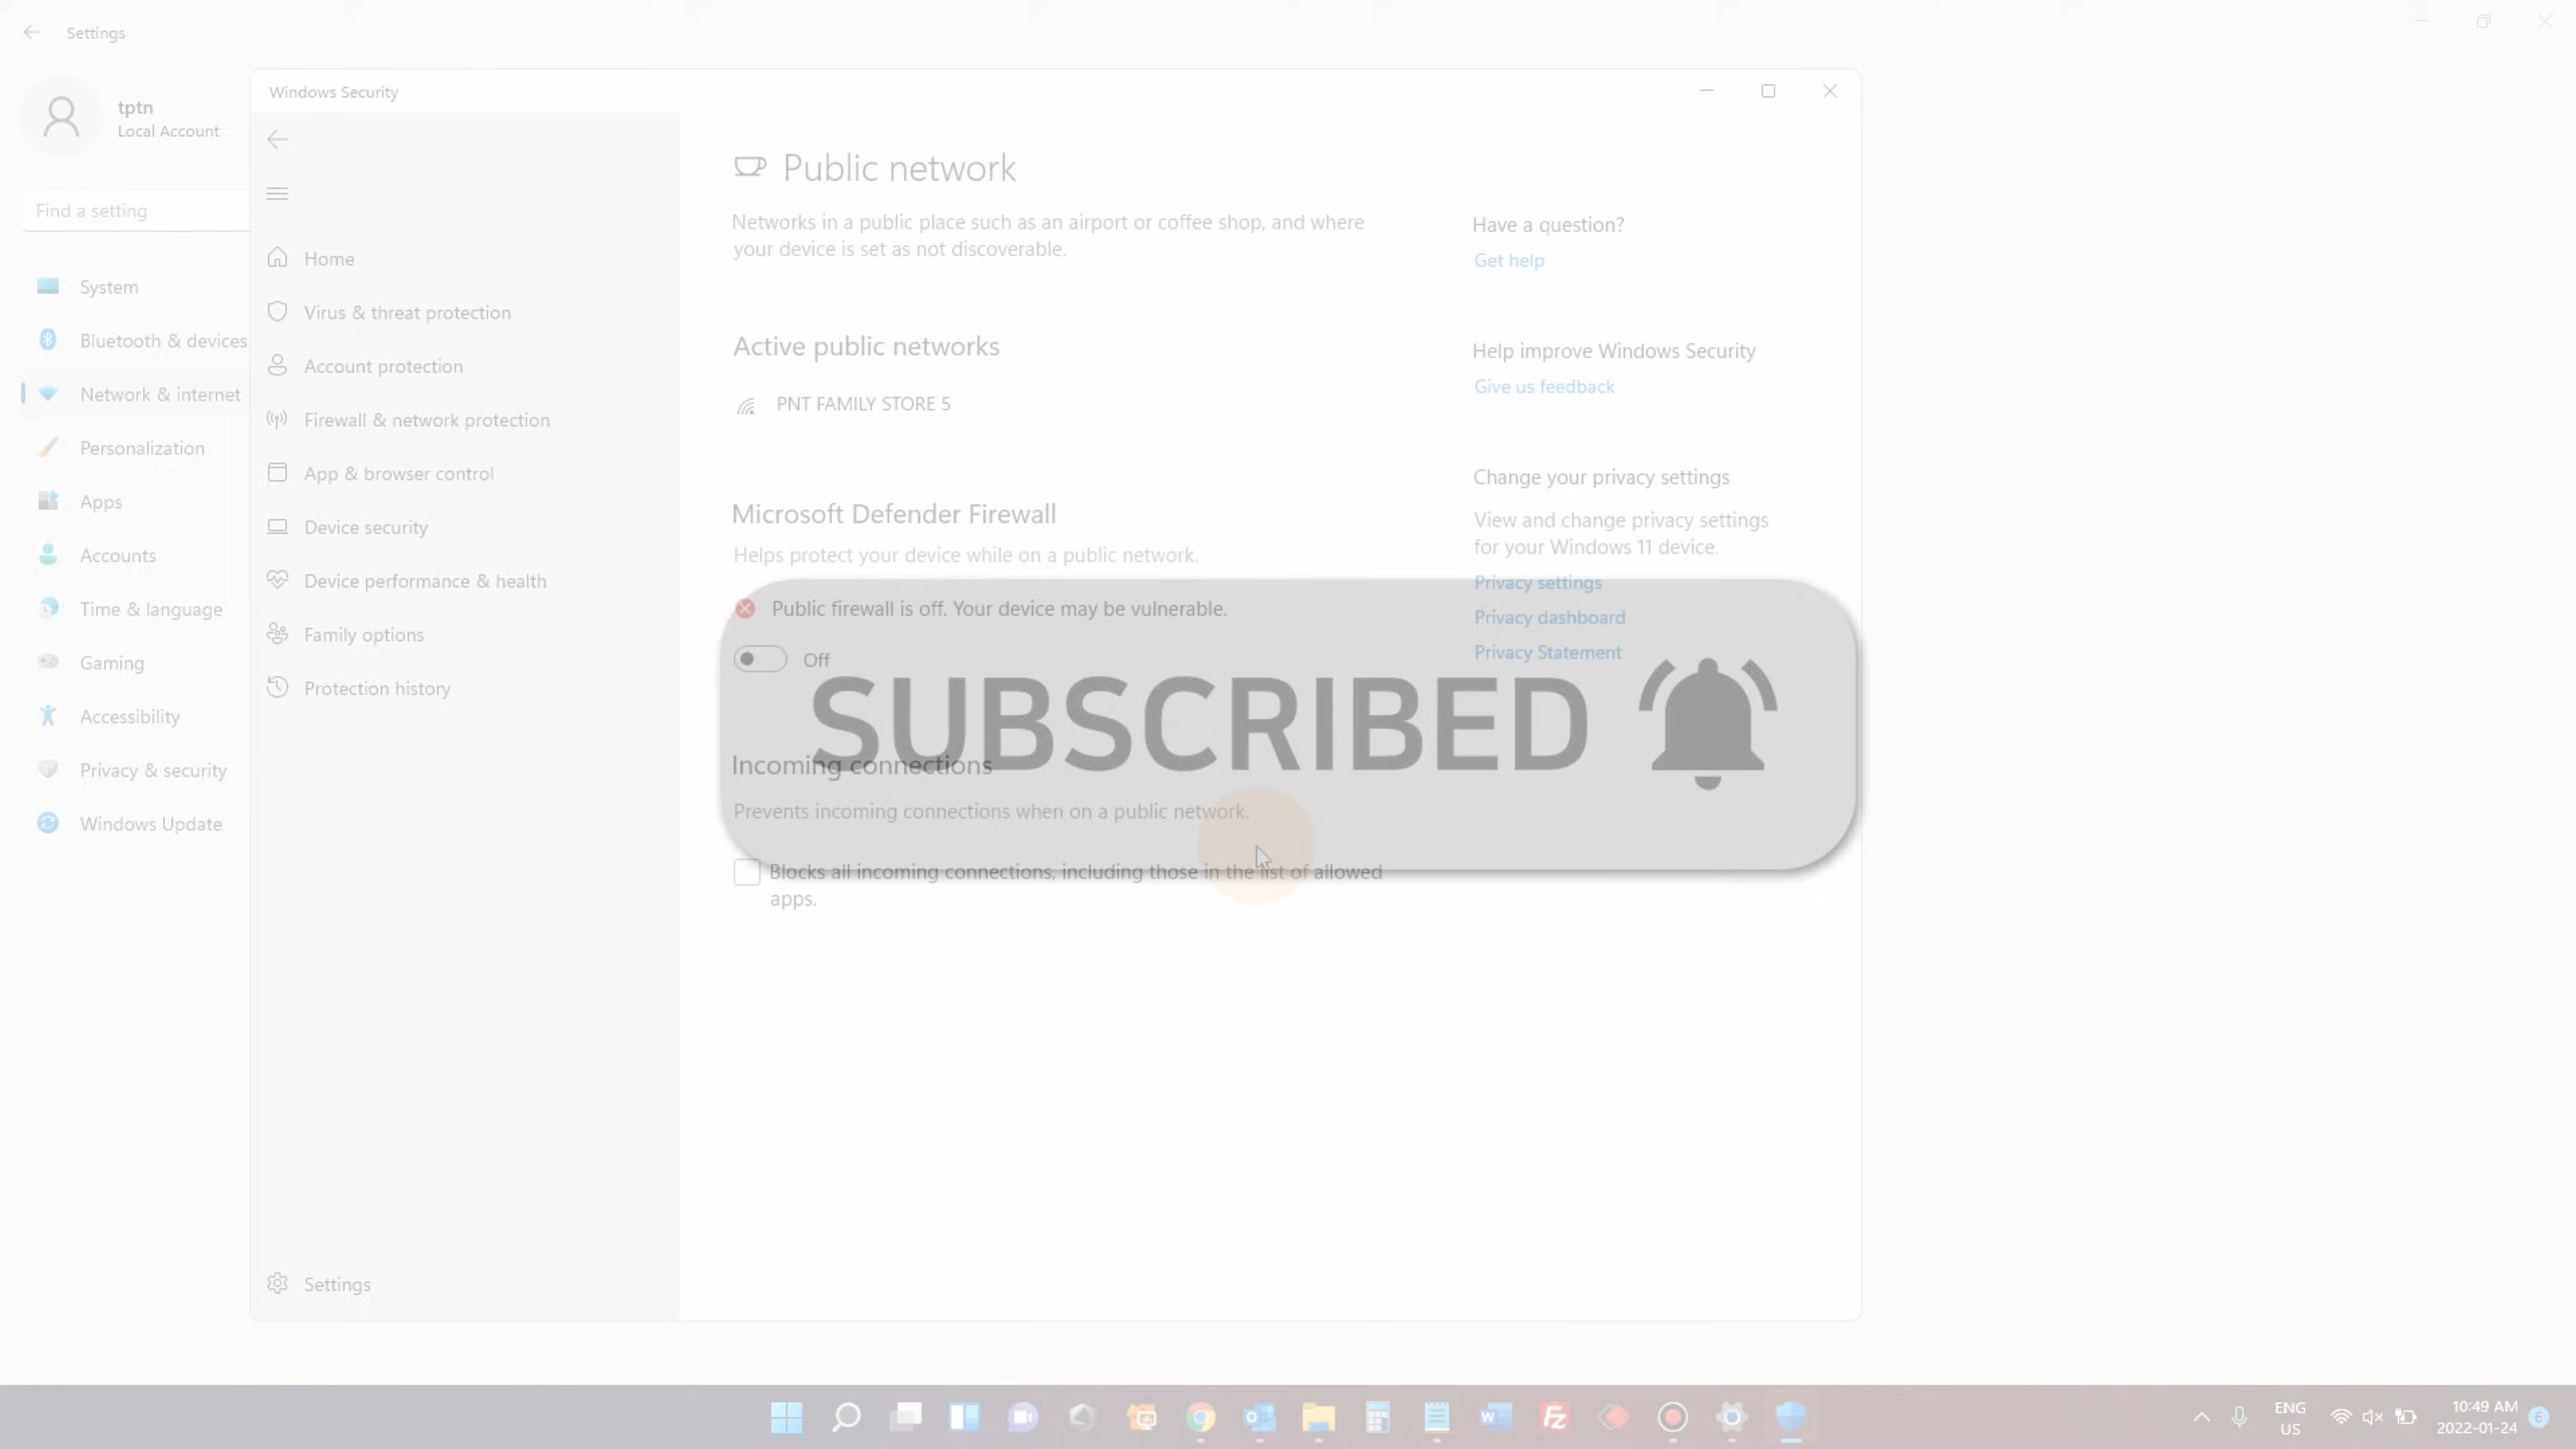 Settings
tptn
Local Account
Find a setting
System
Bluetooth & devices
Network & internet
Personalization
Apps
Accounts
Time & language
Gaming
Accessibility
Privacy & security
Windows Update
Windows Security
Home
Virus & threat protection
Account protection
Firewall & network protection
App & browser control
Device security
Device performance & health
Family options
Protection history
Settings
Public network
Networks in a public place such as an airport or coffee shop, and where
your device is set as not discoverable.
Active public networks
PNT FAMILY STORE 5
Microsoft Defender Firewall
Helps protect your device while on a public network.
Public firewall is off. Your device may be vulnerable.
Off
SUBSCRIBED
Incoming connections
Prevents incoming connections when on a public network.
Blocks all incoming connections, including those in the list of allowed
apps.
Have a question?
Get help
Help improve Windows Security
Give us feedback
Change your privacy settings
View and change privacy settings
for your Windows 11 device.
Privacy settings
Privacy dashboard
Privacy Statement
W
FZ
ENG
US
10:49 AM
2022-01-24
6